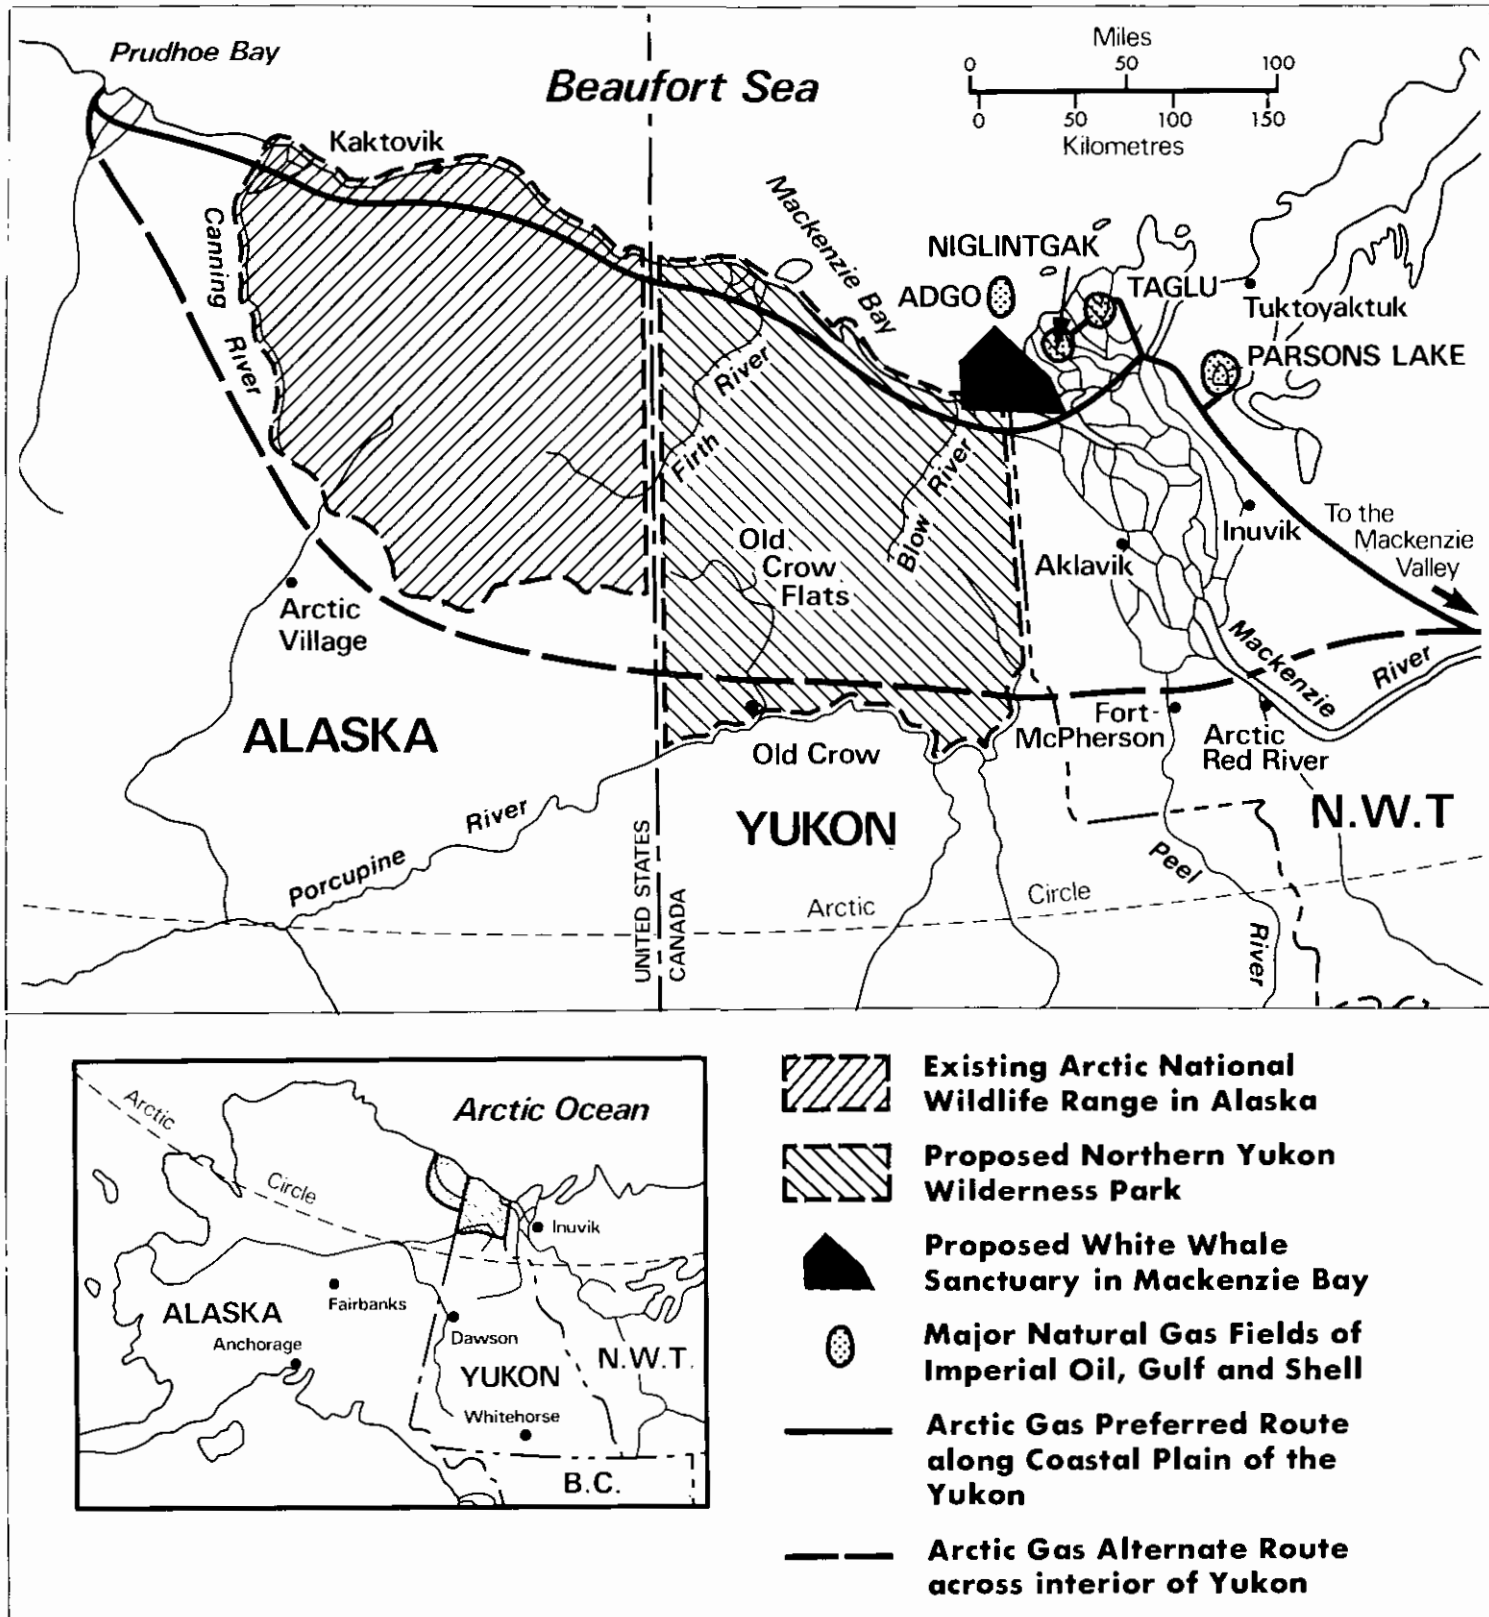 Prudhoe Bay
Beaufort Sea
Miles
0 50 100
0 50 100 150
Kilometres
Kaktovik
Canning
River
Mackenzie Bay
NIGLINTGAK
ADGO
TAGLU
Tuktoyaktuk
PARSONS LAKE
River
Firth
River
Blow
Old
Crow
Flats
Aklavik
Inuvik
To the
Mackenzie
Valley
Arctic
Village
Mackenzie
River
ALASKA
Old Crow
Fort-
McPherson
Arctic
Red River
YUKON
N.W.T
Porcupine
River
Peel
River
UNITED STATES
CANADA
Arctic
Circle
Arctic Ocean
Arctic
Circle
Inuvik
Fairbanks
ALASKA
Anchorage
Dawson
YUKON
N.W.T.
Whitehorse
B.C.
Existing Arctic National
Wildlife Range in Alaska
Proposed Northern Yukon
Wilderness Park
Proposed White Whale
Sanctuary in Mackenzie Bay
Major Natural Gas Fields of
Imperial Oil, Gulf and Shell
Arctic Gas Preferred Route
along Coastal Plain of the
Yukon
Arctic Gas Alternate Route
across interior of Yukon